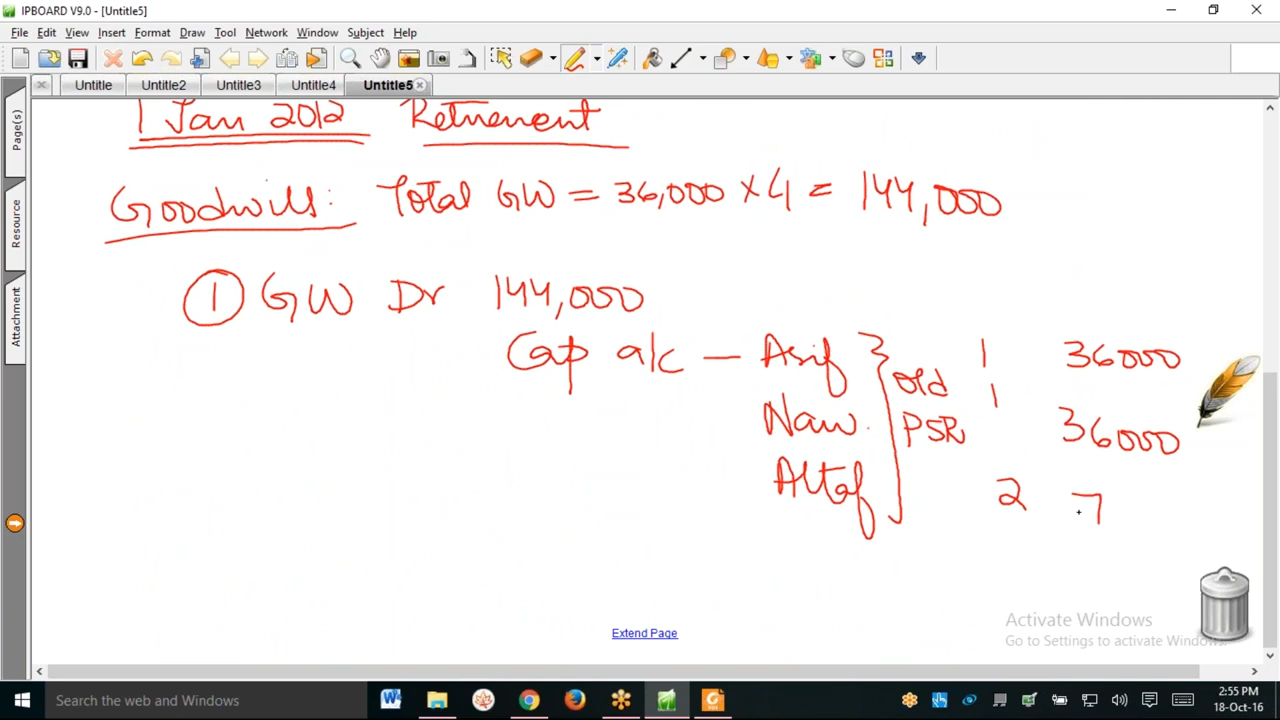 IPBOARD V9.0 - [Untitle5]
File Edit View Insert Format Draw Tool Network Window Subject Help
Untitle Untitle2 Untitle3 Untitle4 Untitle5
Page(s)
Resource
Attachment
1 Jan 2012 Retirement
Goodwill: Total GW = 36,000 × 4 = 144,000
① GW Dr 144,000
Cap a/c — Asif } Old 1 36000
Naw. PSR 1 36000
Altaf 2 7
Extend Page
Activate Windows
Go to Settings to activate Windows.
Search the web and Windows
2:55 PM
18-Oct-16